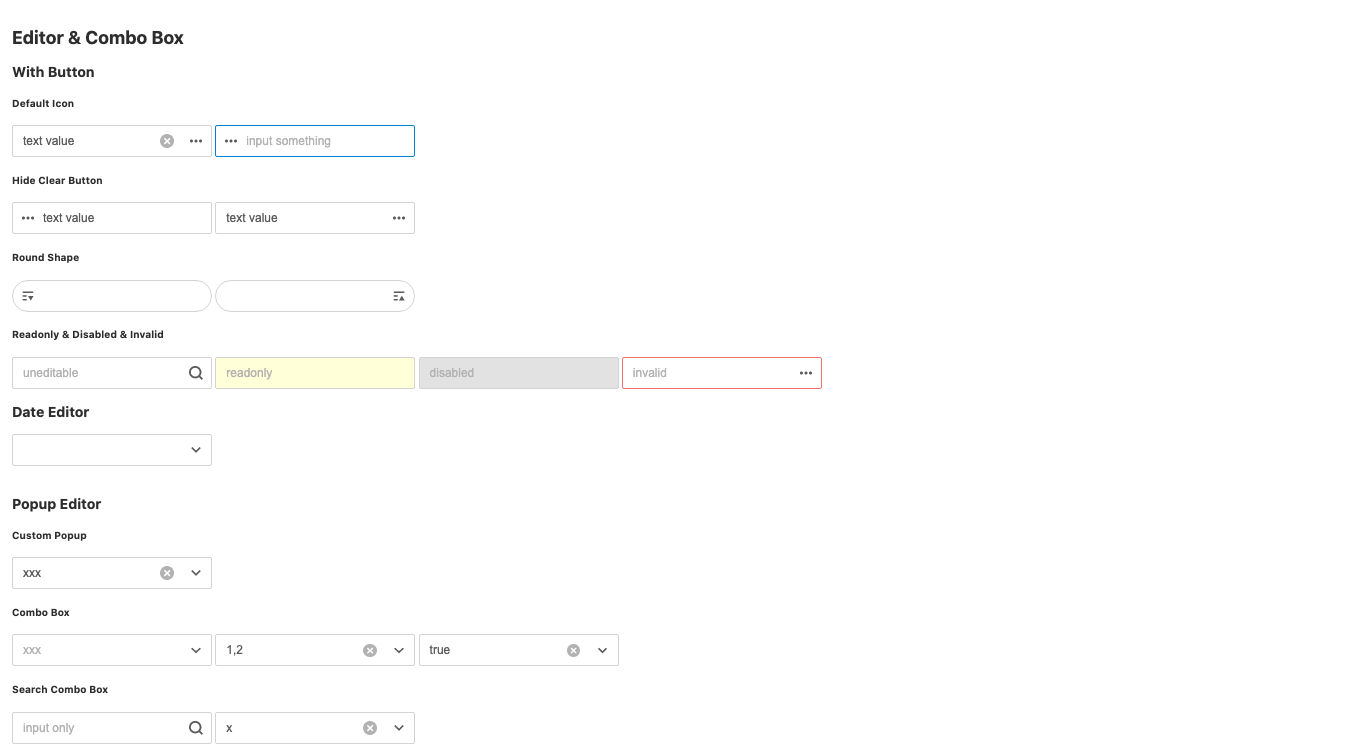 Editor & Combo Box
With Button
Default Icon
text value input something
Hide Clear Button
text value text value
Round Shape
Readonly & Disabled & Invalid
uneditable readonly disabled invalid
Date Editor
Popup Editor
Custom Popup
xxx
Combo Box
xxx 1,2 true
Search Combo Box
input only x